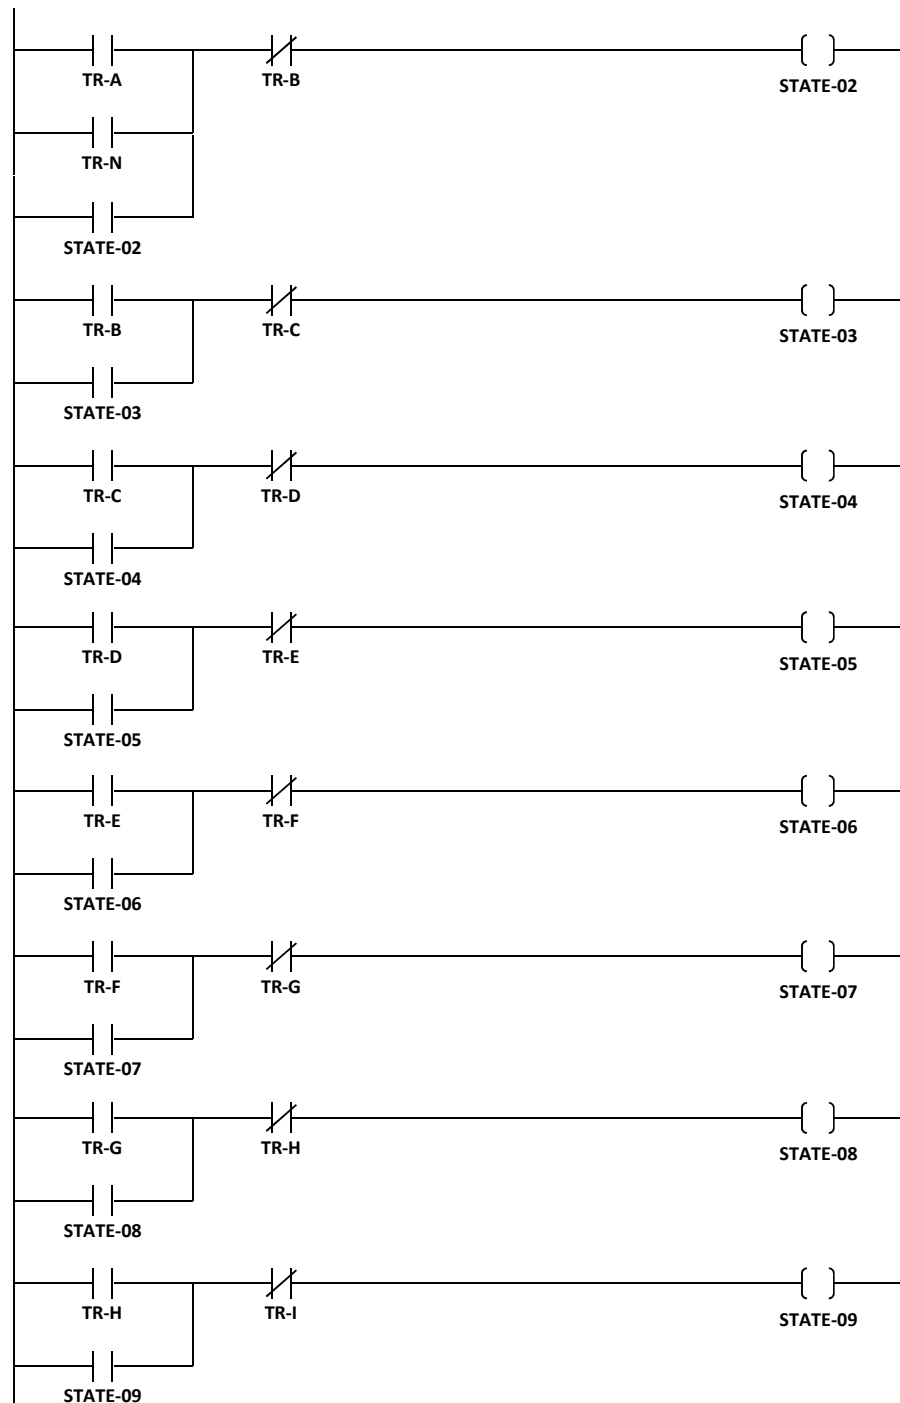 TR-A
TR-B
STATE-02
TR-N
STATE-02
TR-B
TR-C
STATE-03
STATE-03
TR-C
TR-D
STATE-04
STATE-04
TR-D
TR-E
STATE-05
STATE-05
TR-E
TR-F
STATE-06
STATE-06
TR-F
TR-G
STATE-07
STATE-07
TR-G
TR-H
STATE-08
STATE-08
TR-H
TR-I
STATE-09
STATE-09